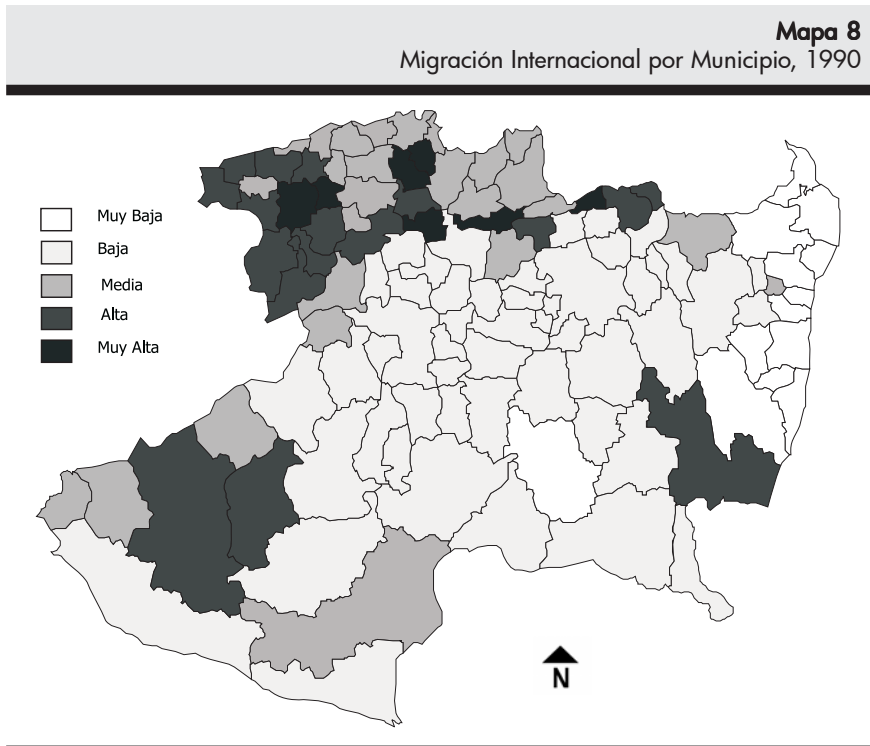 Mapa 8
Migración Internacional por Municipio, 1990
Muy Baja
Baja
Media
Alta
Muy Alta
N